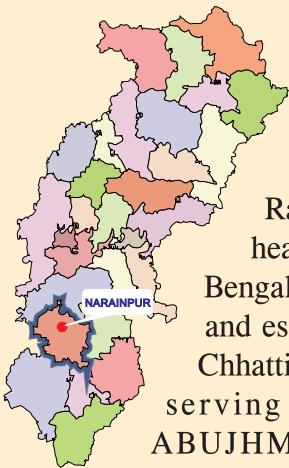 NARAINPUR
Ra
hea
Bengal
and es
Chhatti
serving
ABUJHM